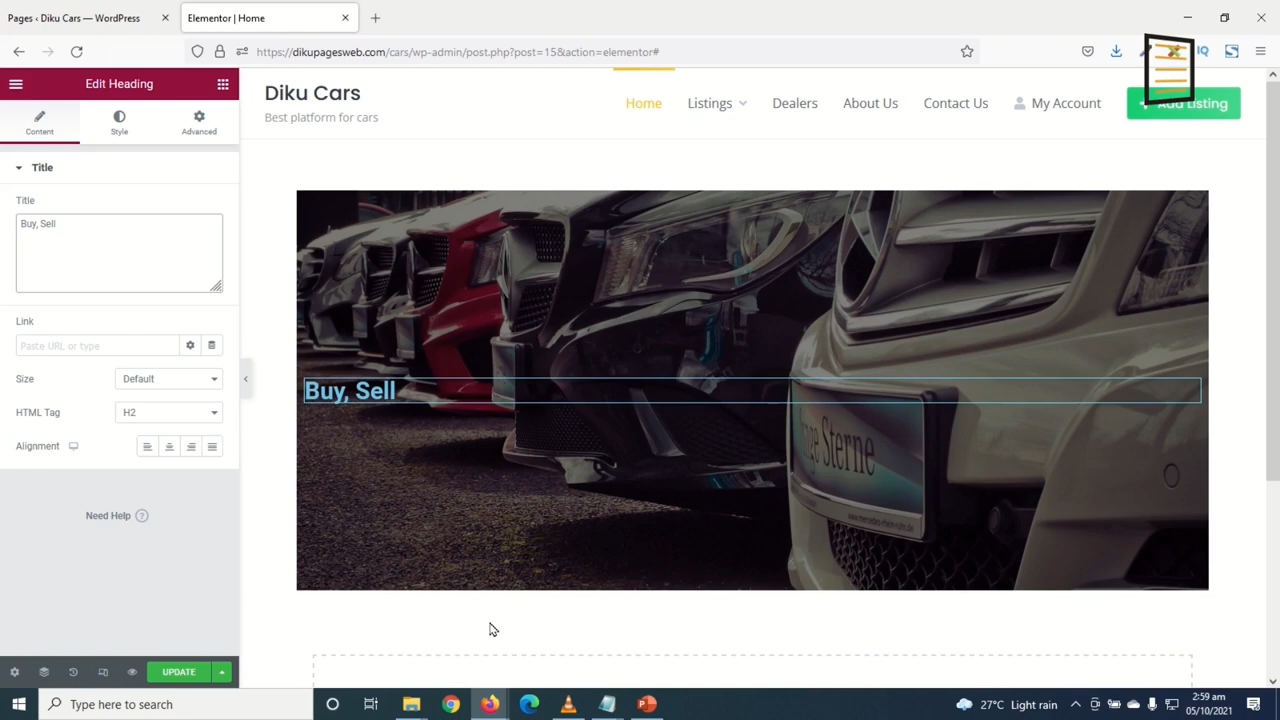 Pages ‹ Diku Cars — WordPress
Elementor | Home
https://dikupagesweb.com/cars/wp-admin/post.php?post=15&action=elementor#
IQ
Edit Heading
Content
Style
Advanced
Title
Title
Buy, Sell
Link
Paste URL or type
Size
Default
HTML Tag
H2
Alignment
Need Help
?
UPDATE
Diku Cars
Best platform for cars
Home
Listings
Dealers
About Us
Contact Us
My Account
Add Listing
Buy, Sell
Sterne
Type here to search
27°C Light rain
2:59 am
05/10/2021